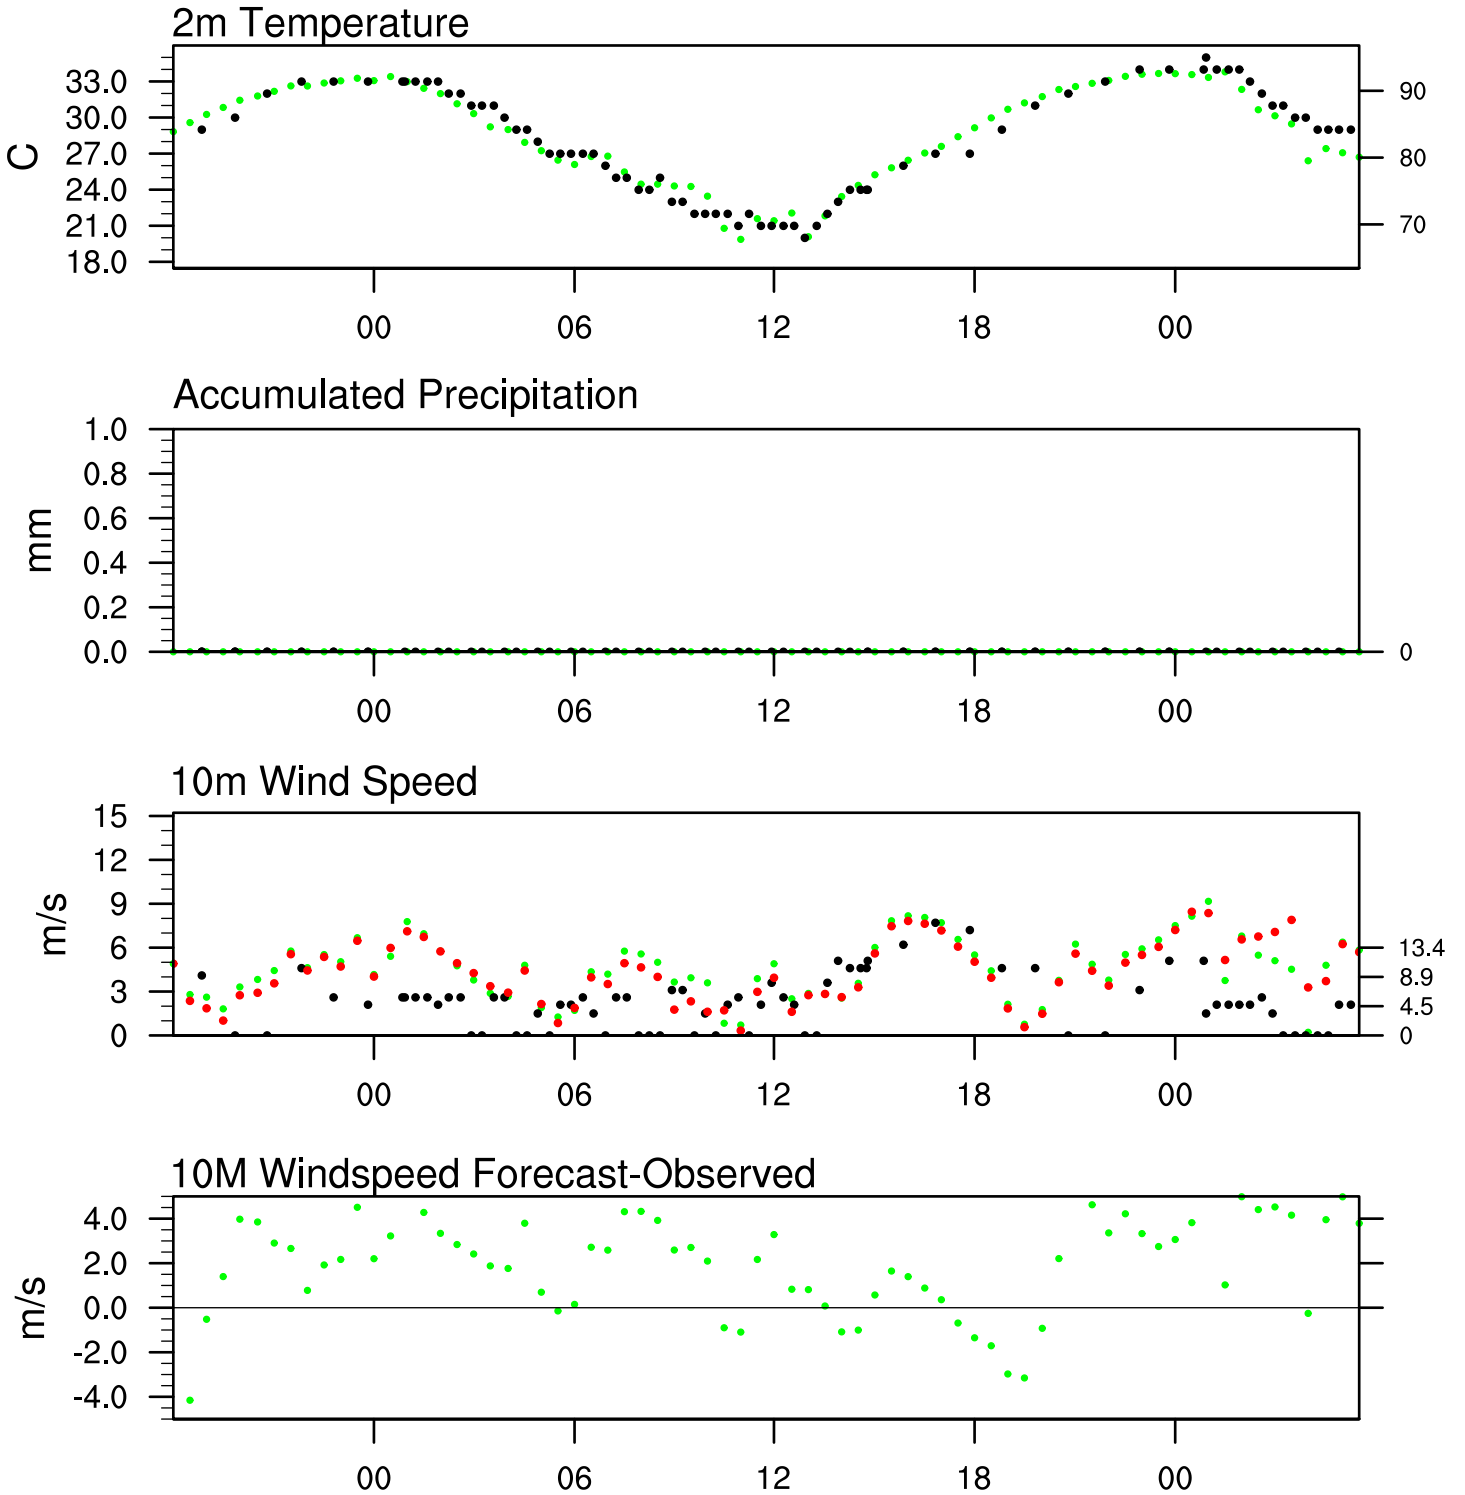 2m Temperature
C
33.0
30.0
27.0
24.0
21.0
18.0
90
80
70
00 06 12 18 00
Accumulated Precipitation
mm
1.0
0.8
0.6
0.4
0.2
0.0
0
00 06 12 18 00
10m Wind Speed
m/s
15
12
9
6
3
0
13.4
8.9
4.5
0
00 06 12 18 00
10M Windspeed Forecast-Observed
m/s
4.0
2.0
0.0
-2.0
-4.0
00 06 12 18 00